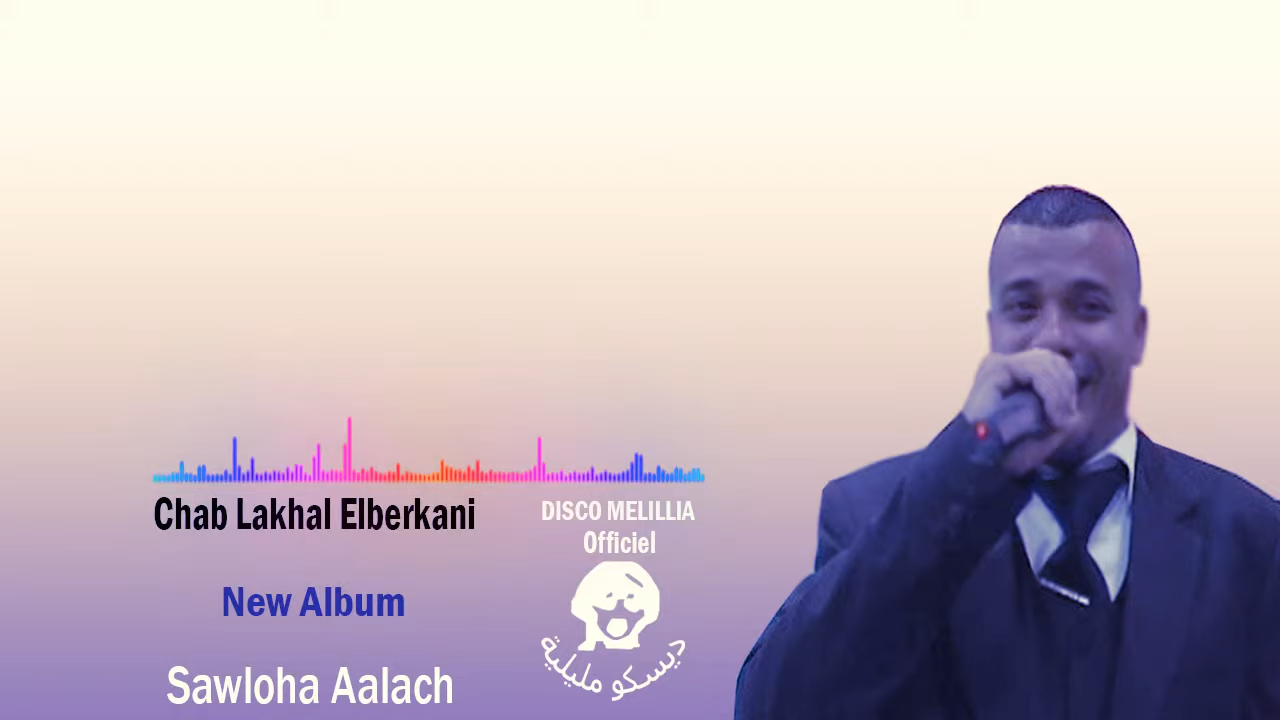 Chab Lakhal Elberkani
New Album
Sawloha Aalach
DISCO MELILLIA
Officiel
ديسكو مليلية